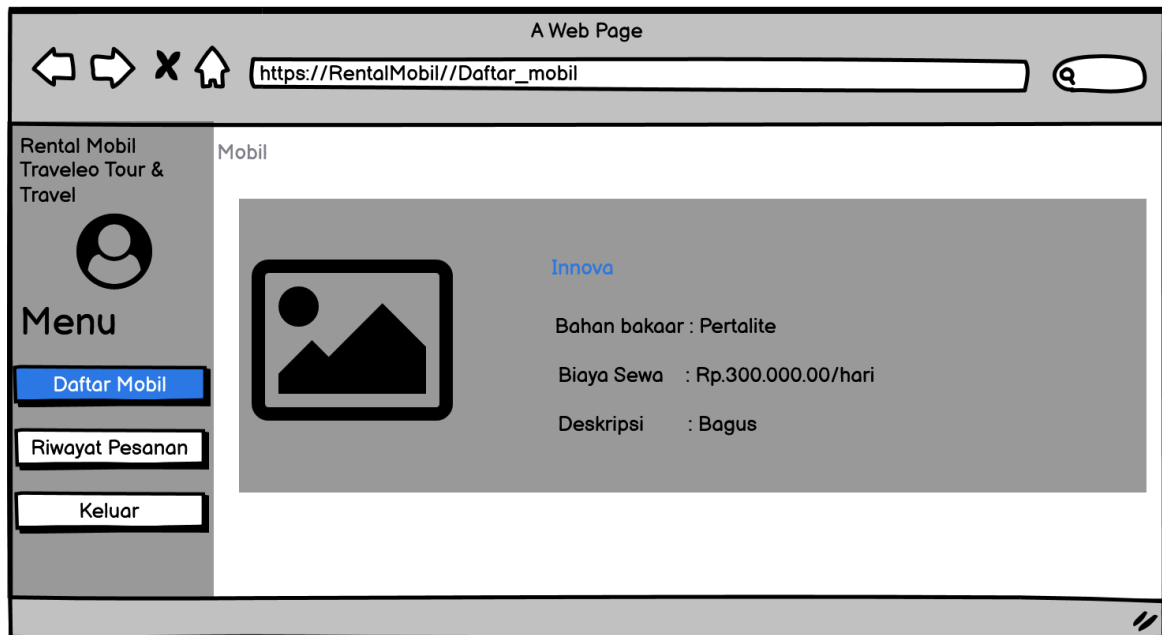 A Web Page
https://RentalMobil//Daftar_mobil
Rental Mobil
Traveleo Tour &
Travel
Menu
Daftar Mobil
Riwayat Pesanan
Keluar
Mobil
Innova
Bahan bakaar : Pertalite
Biaya Sewa : Rp.300.000.00/hari
Deskripsi : Bagus